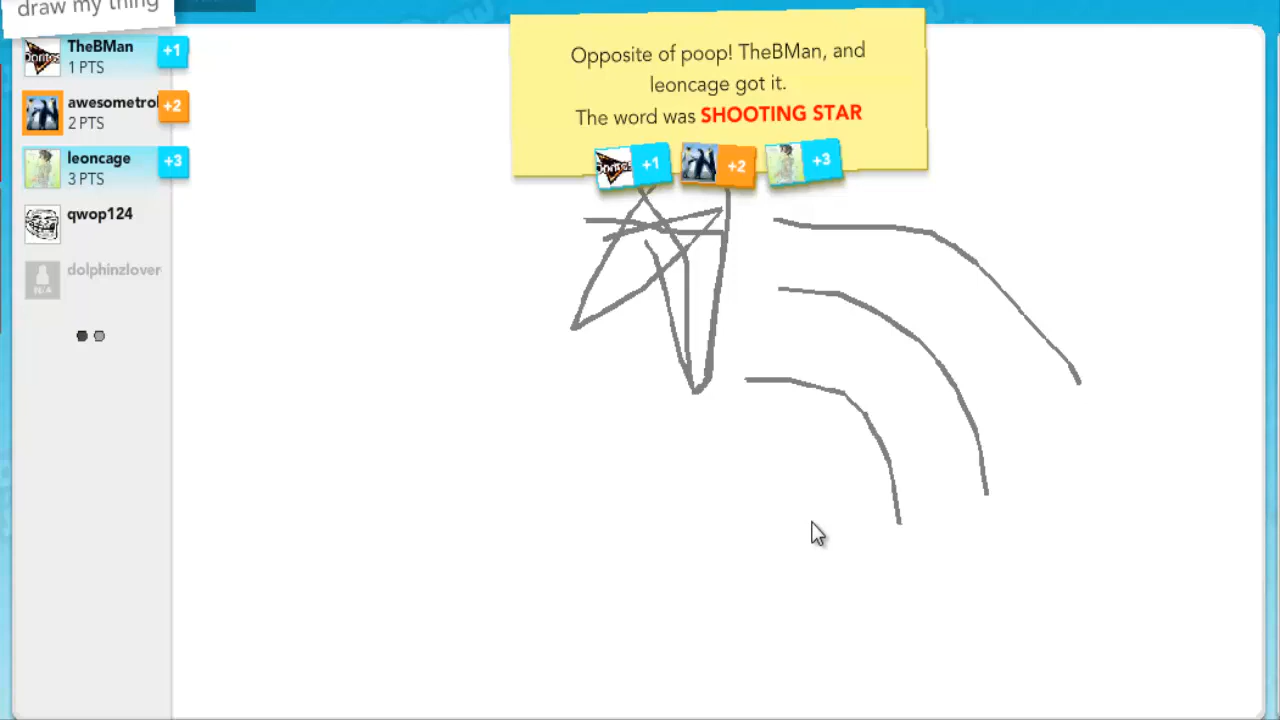 draw my thing
TheBMan
+1
1 PTS
awesometrol
+2
2 PTS
leoncage
+3
3 PTS
qwop124
dolphinzlover
N/A
Opposite of poop! TheBMan, and
leoncage got it.
The word was SHOOTING STAR
Doritos +1 +2 +3